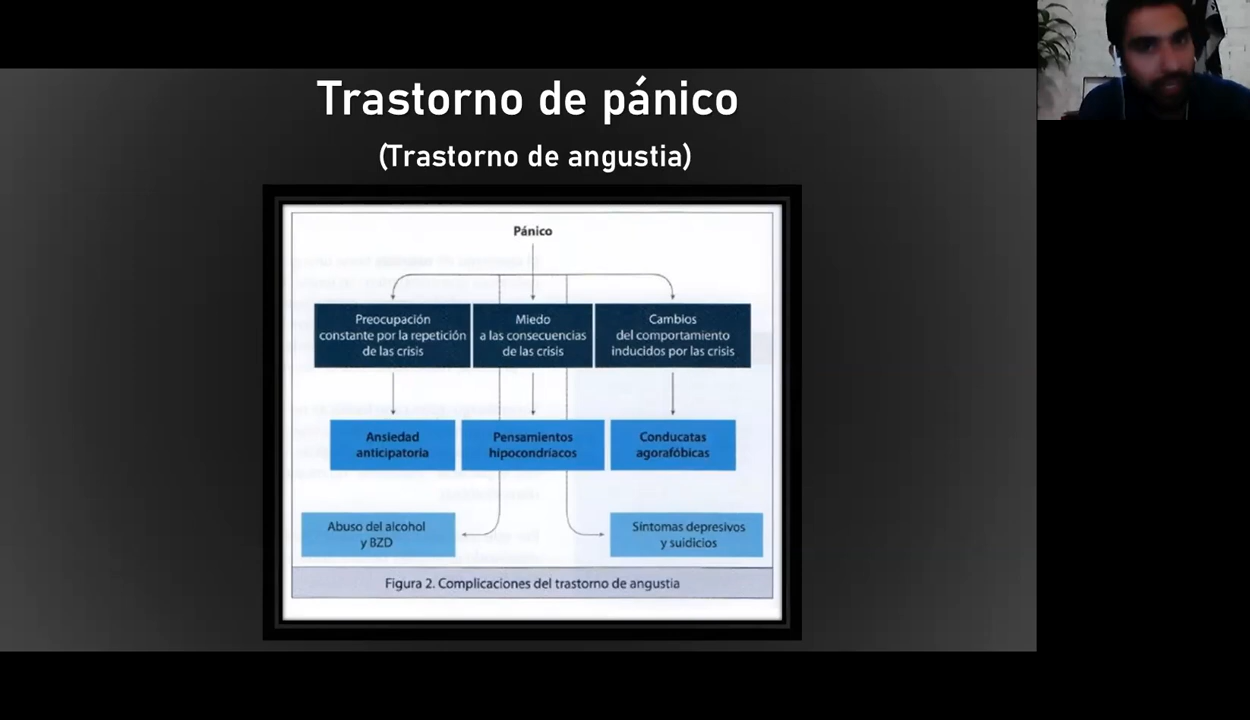 Trastorno de pánico
(Trastorno de angustia)
Pánico
Preocupación
constante por la repetición
de las crisis
Miedo
a las consecuencias
de las crisis
Cambios
del comportamiento
inducidos por las crisis
Ansiedad
anticipatoria
Pensamientos
hipocondríacos
Conducatas
agorafóbicas
Abuso del alcohol
y BZD
Síntomas depresivos
y suidicios
Figura 2. Complicaciones del trastorno de angustia